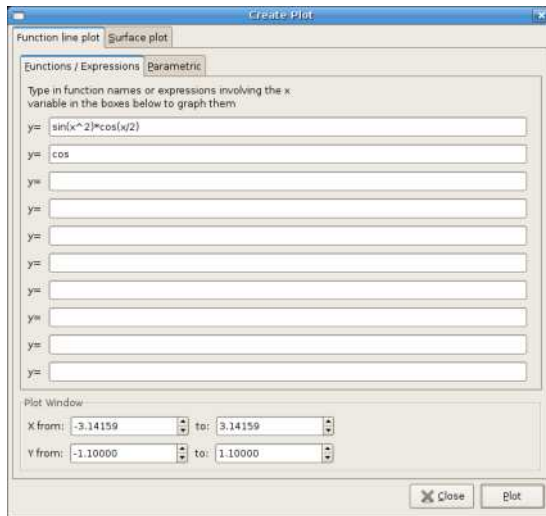 Create Plot
Function line plot Surface plot
Functions / Expressions Parametric
Type in function names or expressions involving the x
variable in the boxes below to graph them
y= sin(x^2)*cos(x/2)
y= cos
y=
y=
y=
y=
y=
y=
y=
y=
Plot Window
X from: -3.14159 to: 3.14159
Y from: -1.10000 to: 1.10000
Close Plot